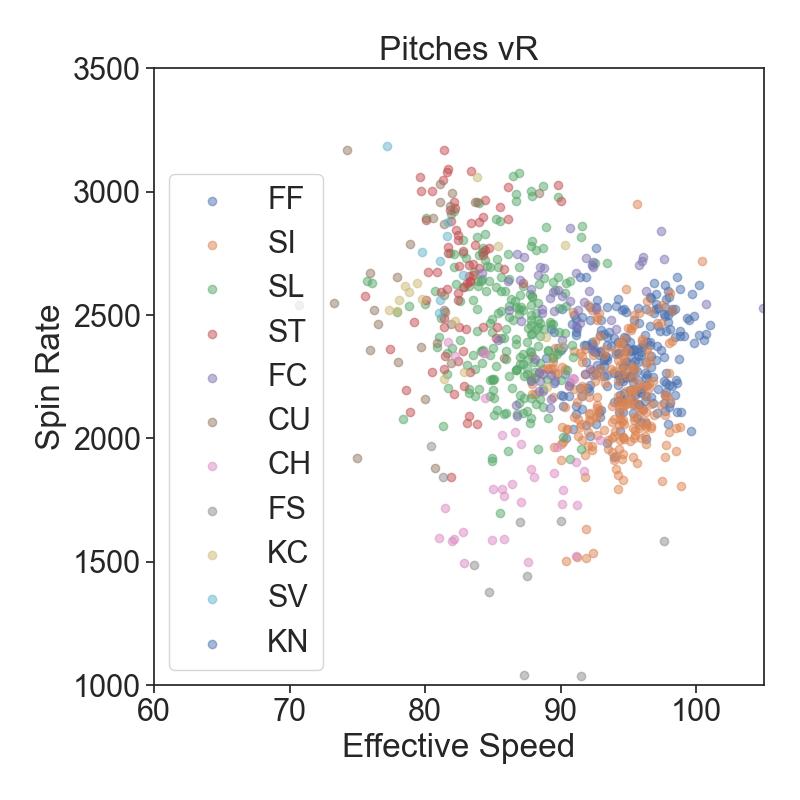 Pitches vR
3500
3000
2500
2000
1500
1000
Spin Rate
FF
SI
SL
ST
FC
CU
CH
FS
KC
SV
KN
60 70 80 90 100
Effective Speed